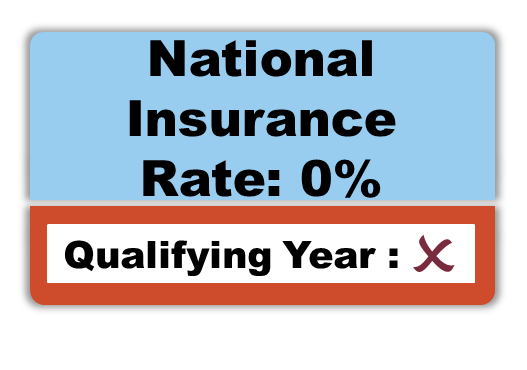 National
Insurance
Rate: 0%
Qualifying Year : X